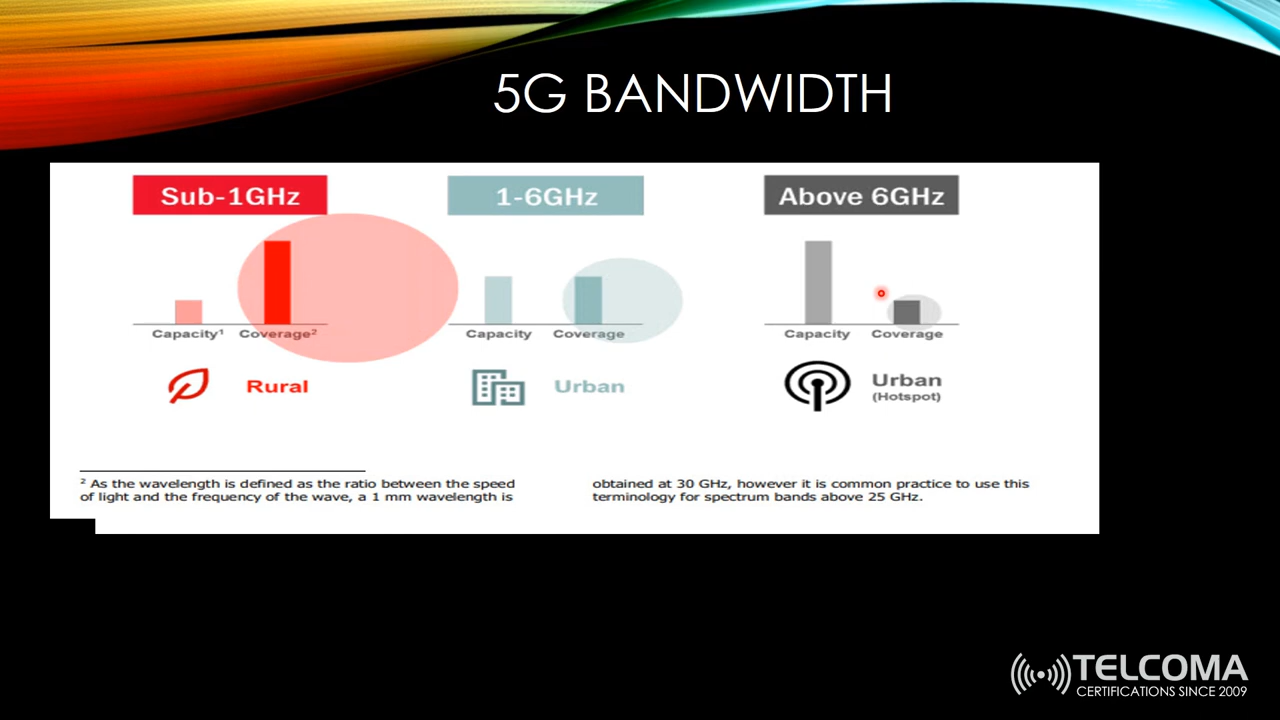 5G BANDWIDTH
Sub-1GHz
1-6GHz
Above 6GHz
Capacity¹ Coverage²
Capacity Coverage
Capacity Coverage
Rural
Urban
Urban
(Hotspot)
² As the wavelength is defined as the ratio between the speed
of light and the frequency of the wave, a 1 mm wavelength is
obtained at 30 GHz, however it is common practice to use this
terminology for spectrum bands above 25 GHz.
TELCOMA
CERTIFICATIONS SINCE 2009